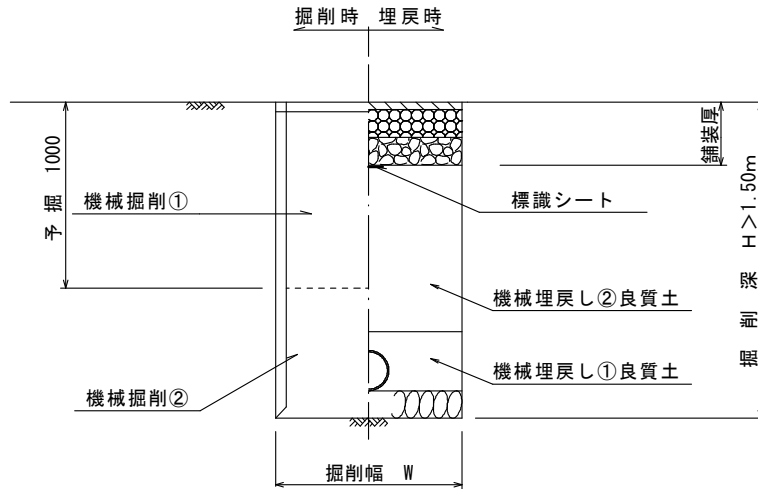 掘削時 埋戻時
舗装厚
予掘 1000
機械掘削①
標識シート
掘削深 H＞1.50m
機械埋戻し②良質土
機械埋戻し①良質土
機械掘削②
掘削幅 W